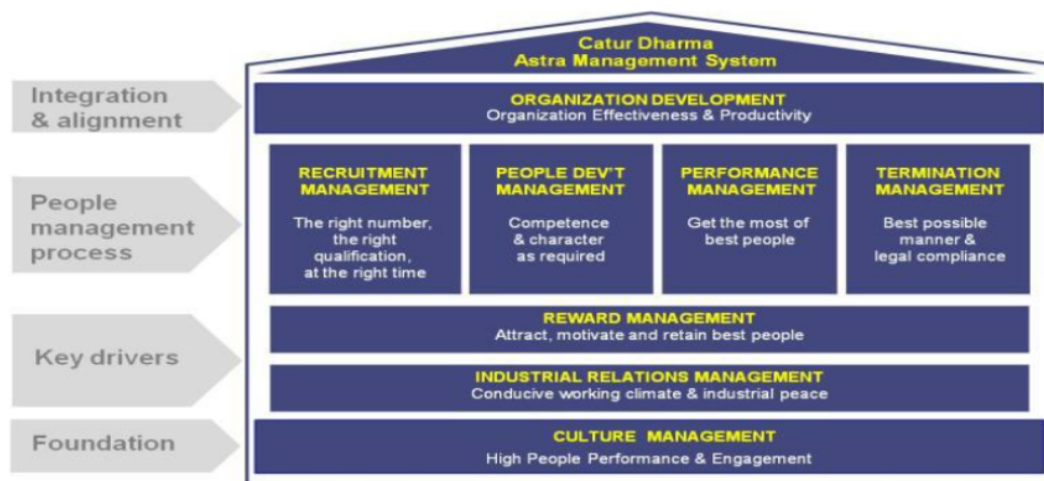 Catur Dharma
Astra Management System
Integration
& alignment
ORGANIZATION DEVELOPMENT
Organization Effectiveness & Productivity
People
management
process
RECRUITMENT
MANAGEMENT
The right number,
the right
qualification,
at the right time
PEOPLE DEV'T
MANAGEMENT
Competence
& character
as required
PERFORMANCE
MANAGEMENT
Get the most of
best people
TERMINATION
MANAGEMENT
Best possible
manner &
legal compliance
Key drivers
REWARD MANAGEMENT
Attract, motivate and retain best people
INDUSTRIAL RELATIONS MANAGEMENT
Conducive working climate & industrial peace
Foundation
CULTURE MANAGEMENT
High People Performance & Engagement